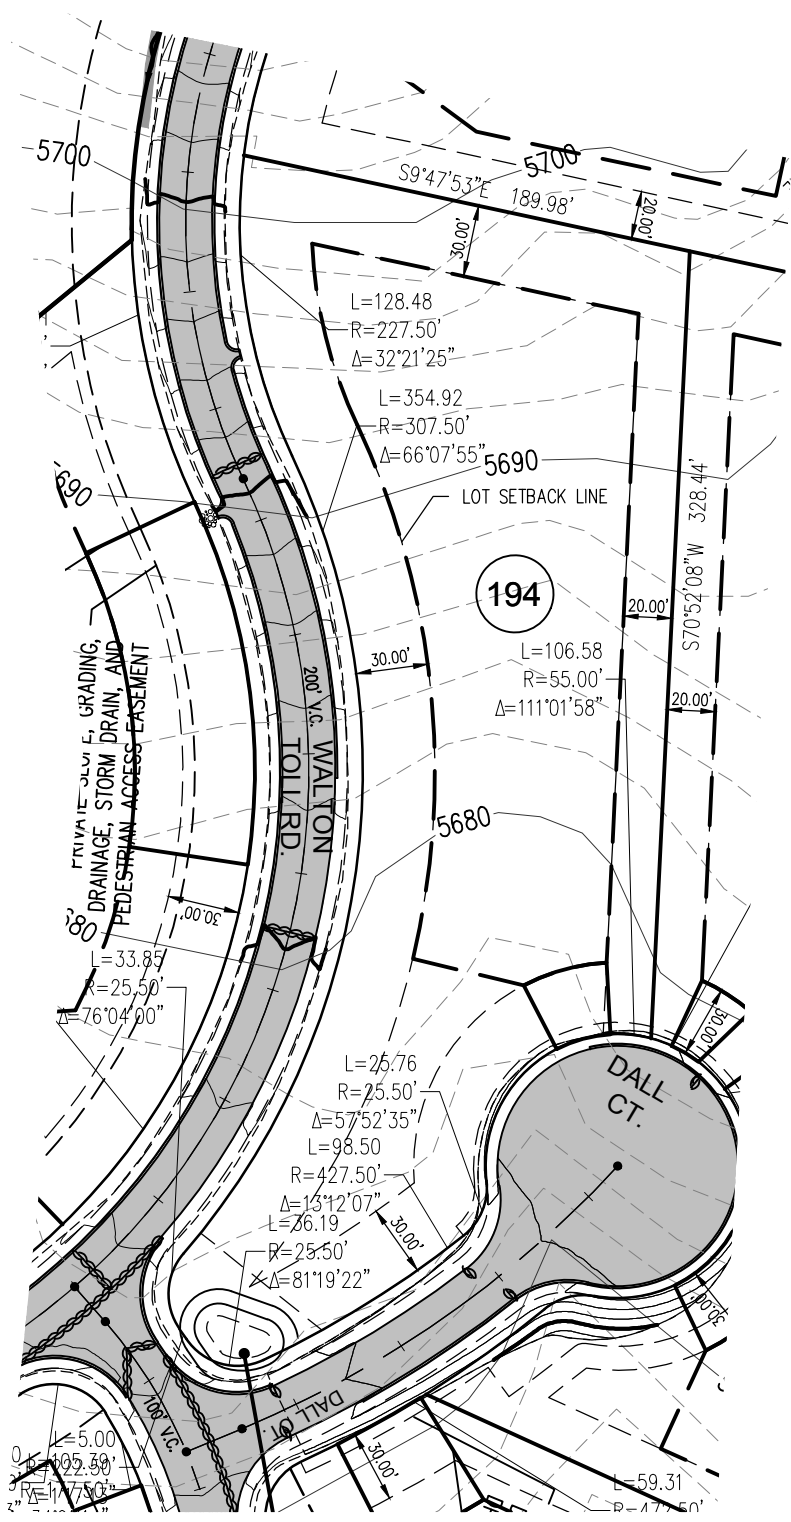 5700
5700
S9°47'53"E 189.98'
20.00'
30.00'
L=128.48
R=227.50'
Δ=32°21'25"
L=354.92
R=307.50'
Δ=66°07'55"
5690
690
LOT SETBACK LINE
S70°52'08"W 328.44'
194
20.00'
L=106.58
R=55.00'
Δ=111°01'58"
30.00'
20.00'
200' V.C.
WALTON
TOLL RD.
PRIVATE SLOPE, GRADING,
DRAINAGE, STORM DRAIN, AND
PEDESTRIAN ACCESS EASEMENT
5680
30.00'
680
L=33.85
R=25.50'
Δ=76°04'00"
30.00'
DALL
CT.
L=25.76
R=25.50'
Δ=57°52'35"
L=98.50
R=427.50'
Δ=13°12'07"
L=36.19
R=25.50'
Δ=81°19'22"
30.00'
30.00'
100' V.C.
DALL CT.
30.00'
L=5.00
L=59.31
R=472.50'